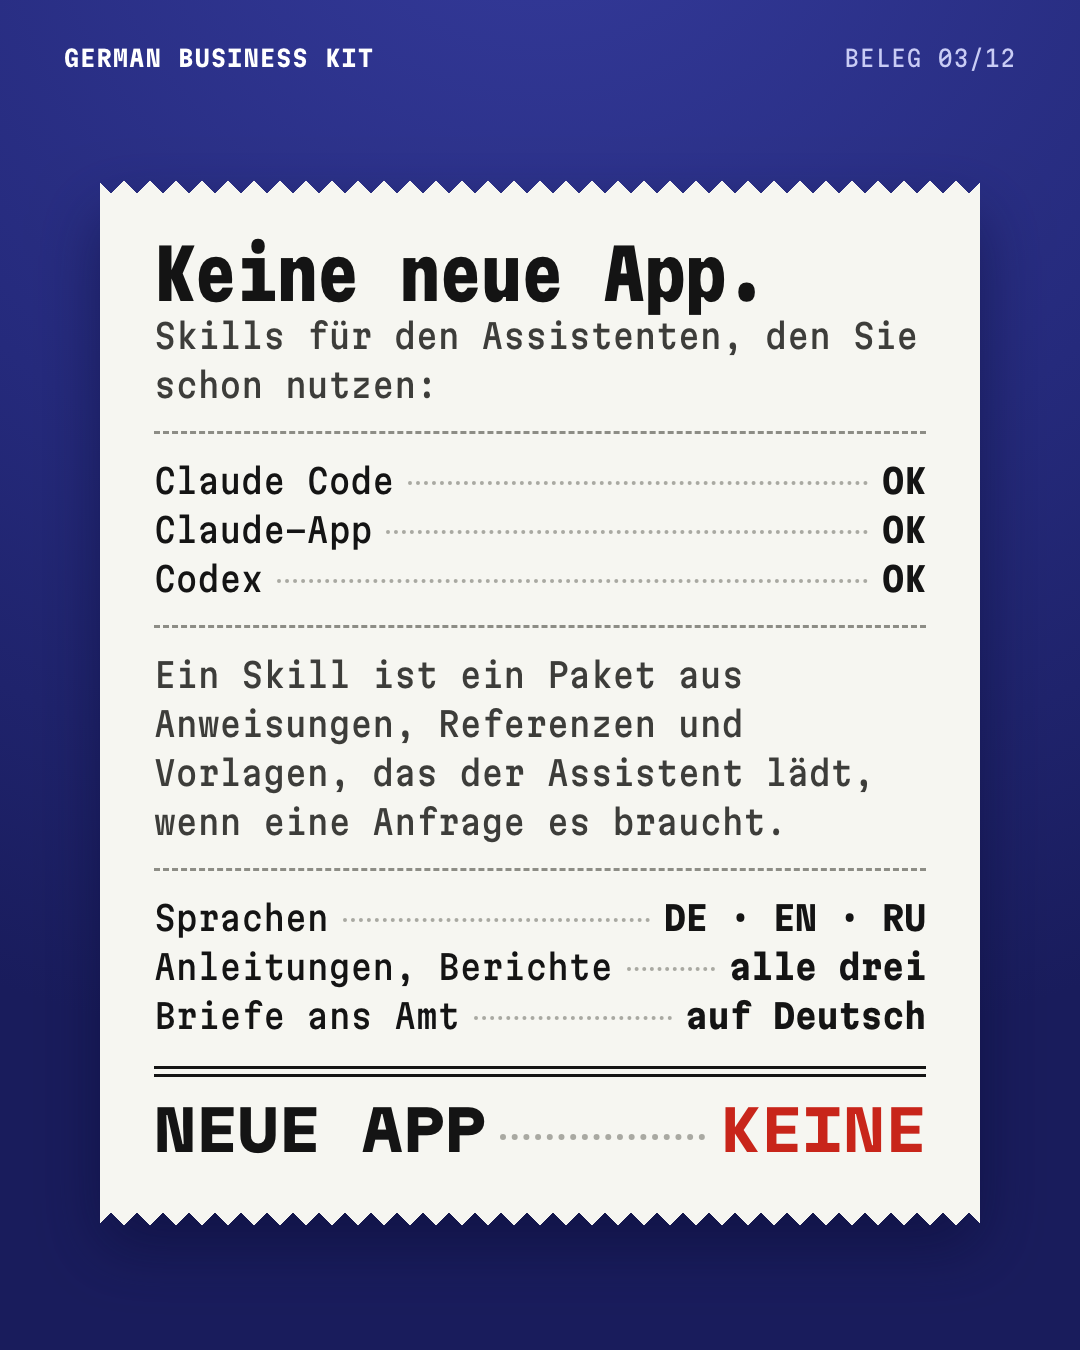 GERMAN BUSINESS KIT
BELEG 03/12
Keine neue App.
Skills für den Assistenten, den Sie
schon nutzen:
Claude Code OK
Claude-App OK
Codex OK
Ein Skill ist ein Paket aus
Anweisungen, Referenzen und
Vorlagen, das der Assistent lädt,
wenn eine Anfrage es braucht.
Sprachen DE · EN · RU
Anleitungen, Berichte alle drei
Briefe ans Amt auf Deutsch
NEUE APP KEINE